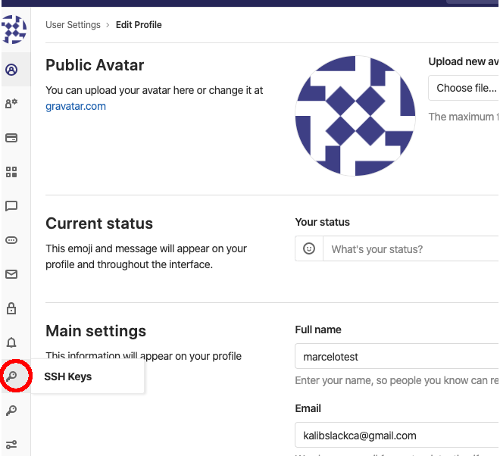 User Settings › Edit Profile
Public Avatar
You can upload your avatar here or change it at
gravatar.com
Upload new
Choose file...
The maximum
Current status
This emoji and message will appear on your
profile and throughout the interface.
Your status
What's your status?
Main settings
This information will appear on your profile
SSH Keys
Full name
marcelotest
Enter your name, so people you know can
Email
kalibslackca@gmail.com